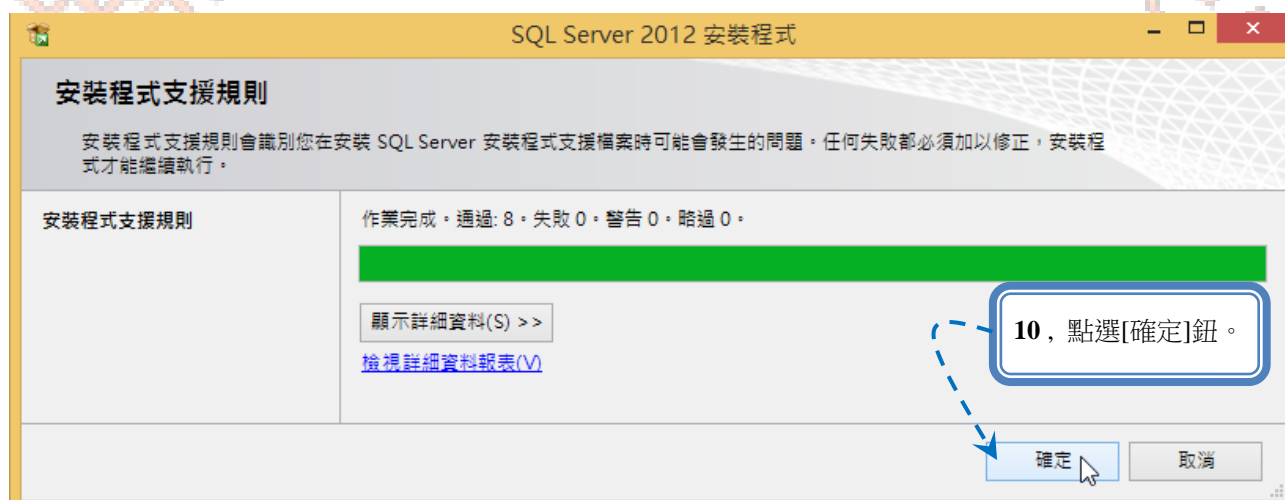 SQL Server 2012 安裝程式
安裝程式支援規則
安裝程式支援規則會識別您在安裝 SQL Server 安裝程式支援檔案時可能會發生的問題。任何失敗都必須加以修正，安裝程
式才能繼續執行。
安裝程式支援規則
作業完成。通過: 8。失敗 0。警告 0。略過 0。
顯示詳細資料(S) >>
檢視詳細資料報表(V)
10 , 點選[確定]鈕。
確定
取消